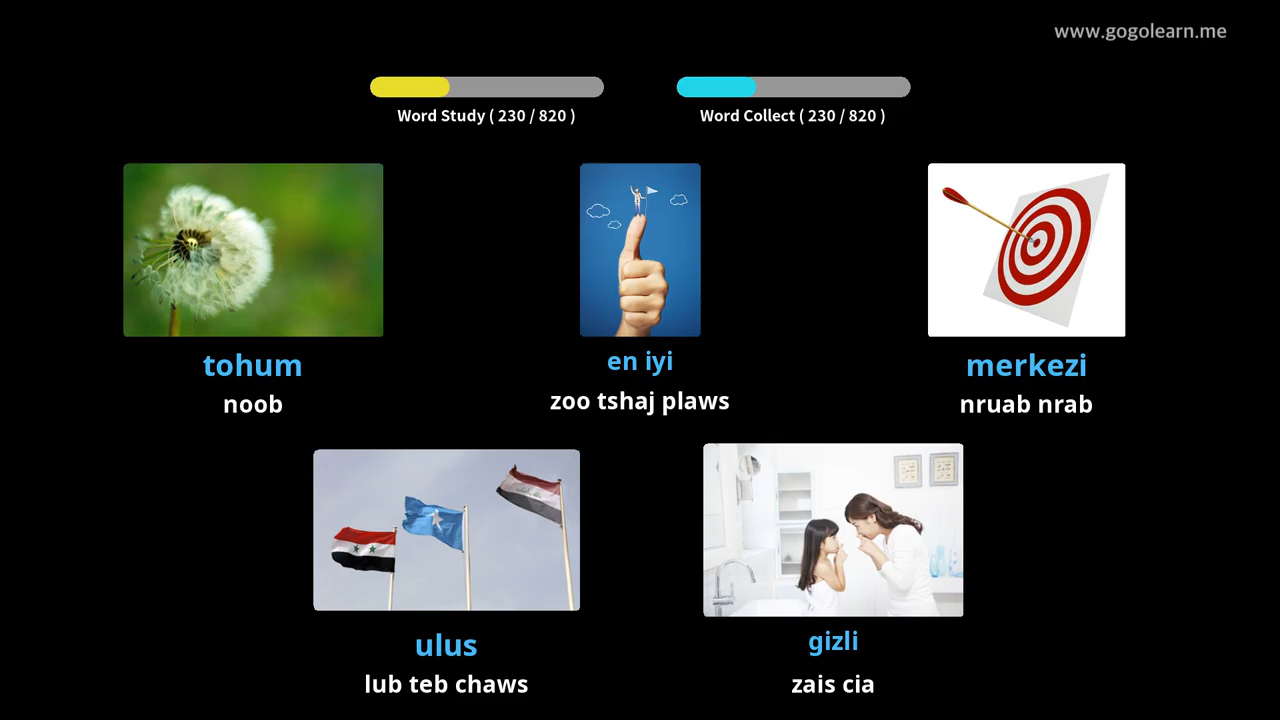 www.gogolearn.me
Word Study ( 230 / 820 )
Word Collect ( 230 / 820 )
tohum
noob
en iyi
zoo tshaj plaws
merkezi
nruab nrab
ulus
lub teb chaws
gizli
zais cia